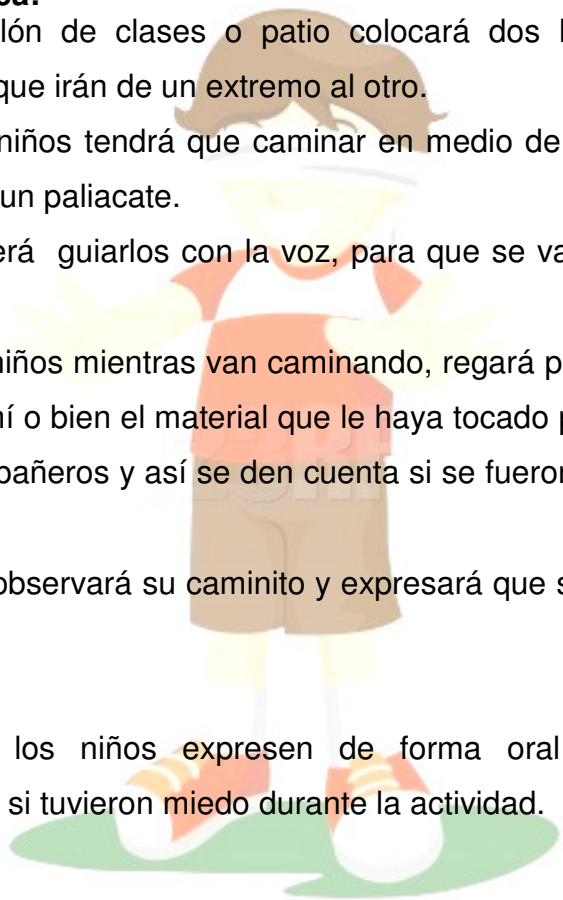 lón de clases o patio colocará dos
que irán de un extremo al otro.
niños tendrá que caminar en medio de
un paliacate.
erá guiarlos con la voz, para que se va
niños mientras van caminando, regará p
o bien el material que le haya tocado
pañeros y así se den cuenta si se fueron
observará su caminito y expresará que s
los niños expresen de forma oral
si tuvieron miedo durante la actividad.